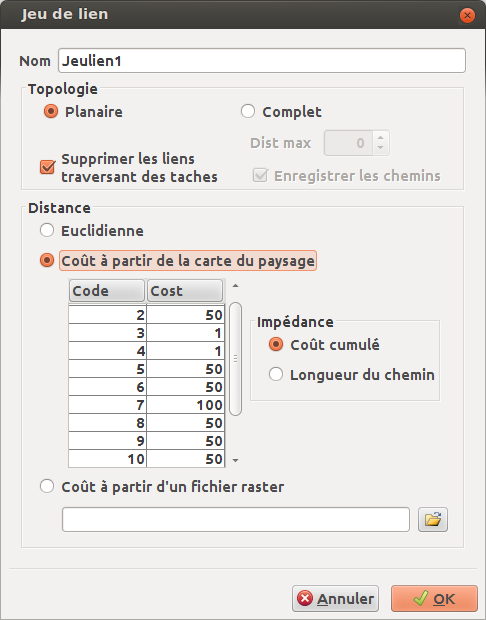 Jeu de lien
Nom Jeulien1
Topologie
Planaire Complet
Dist max 0
Supprimer les liens
traversant des taches
Enregistrer les chemins
Distance
Euclidienne
Coût à partir de la carte du paysage
Code Cost
2 50
3 1
4 1
5 50
6 50
7 100
8 50
9 50
10 50
Impédance
Coût cumulé
Longueur du chemin
Coût à partir d'un fichier raster
Annuler OK